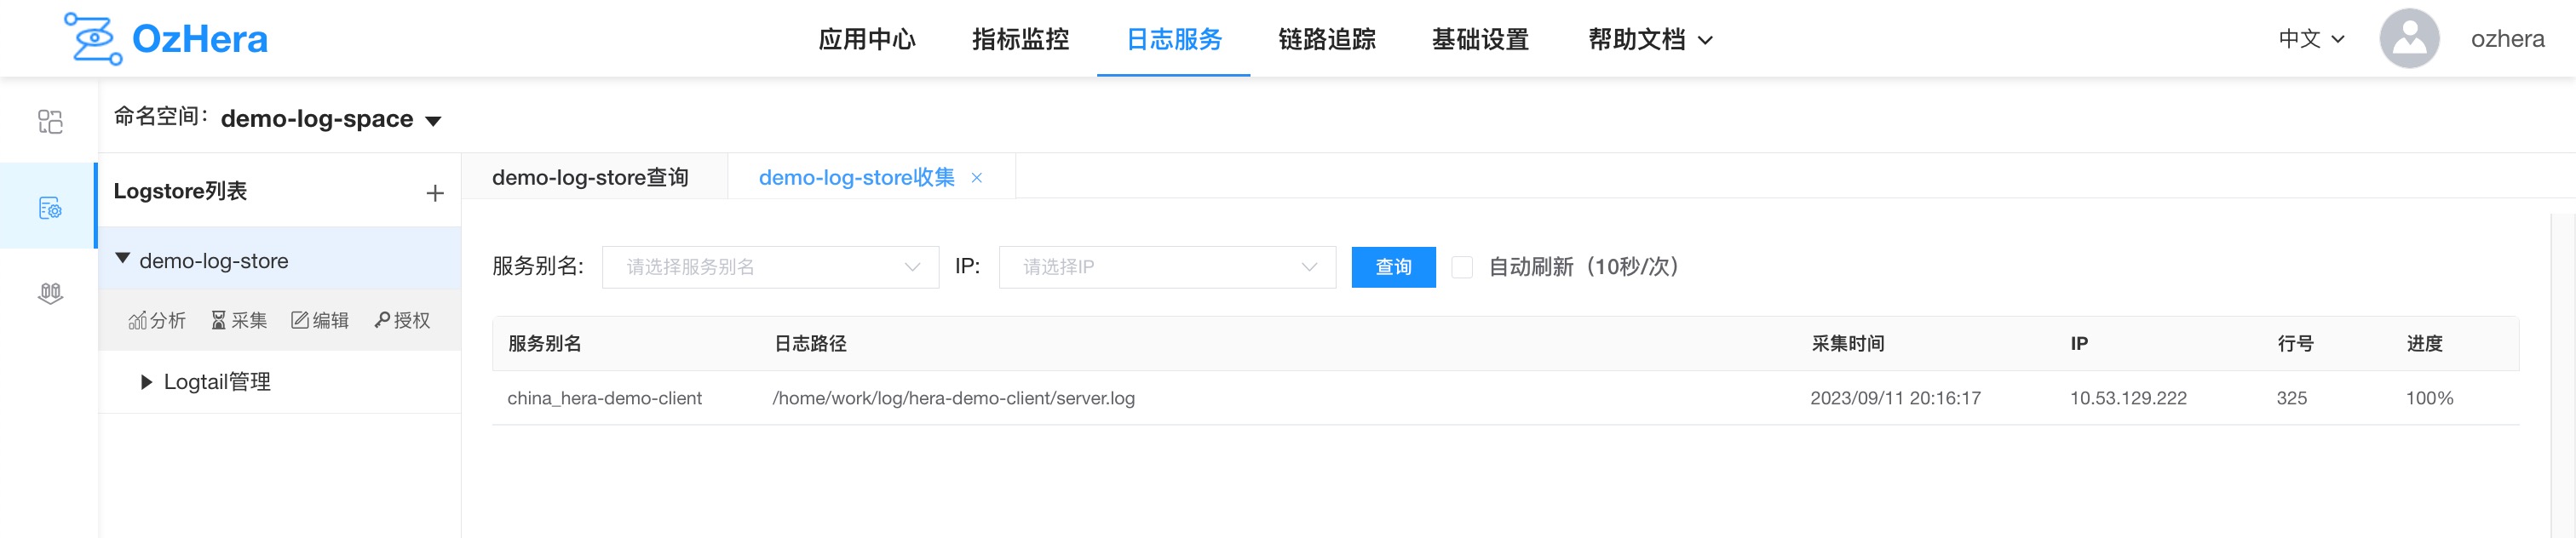 OzHera 应用中心 指标监控 日志服务 链路追踪 基础设置 帮助文档 中文 ozhera
命名空间： demo-log-space
Logstore列表
demo-log-store
分析 采集 编辑 授权
Logtail管理
demo-log-store查询 demo-log-store收集 ×
服务别名: 请选择服务别名 IP: 请选择IP 查询 自动刷新（10秒/次）
服务别名 日志路径 采集时间 IP 行号 进度
china_hera-demo-client /home/work/log/hera-demo-client/server.log 2023/09/11 20:16:17 10.53.129.222 325 100%